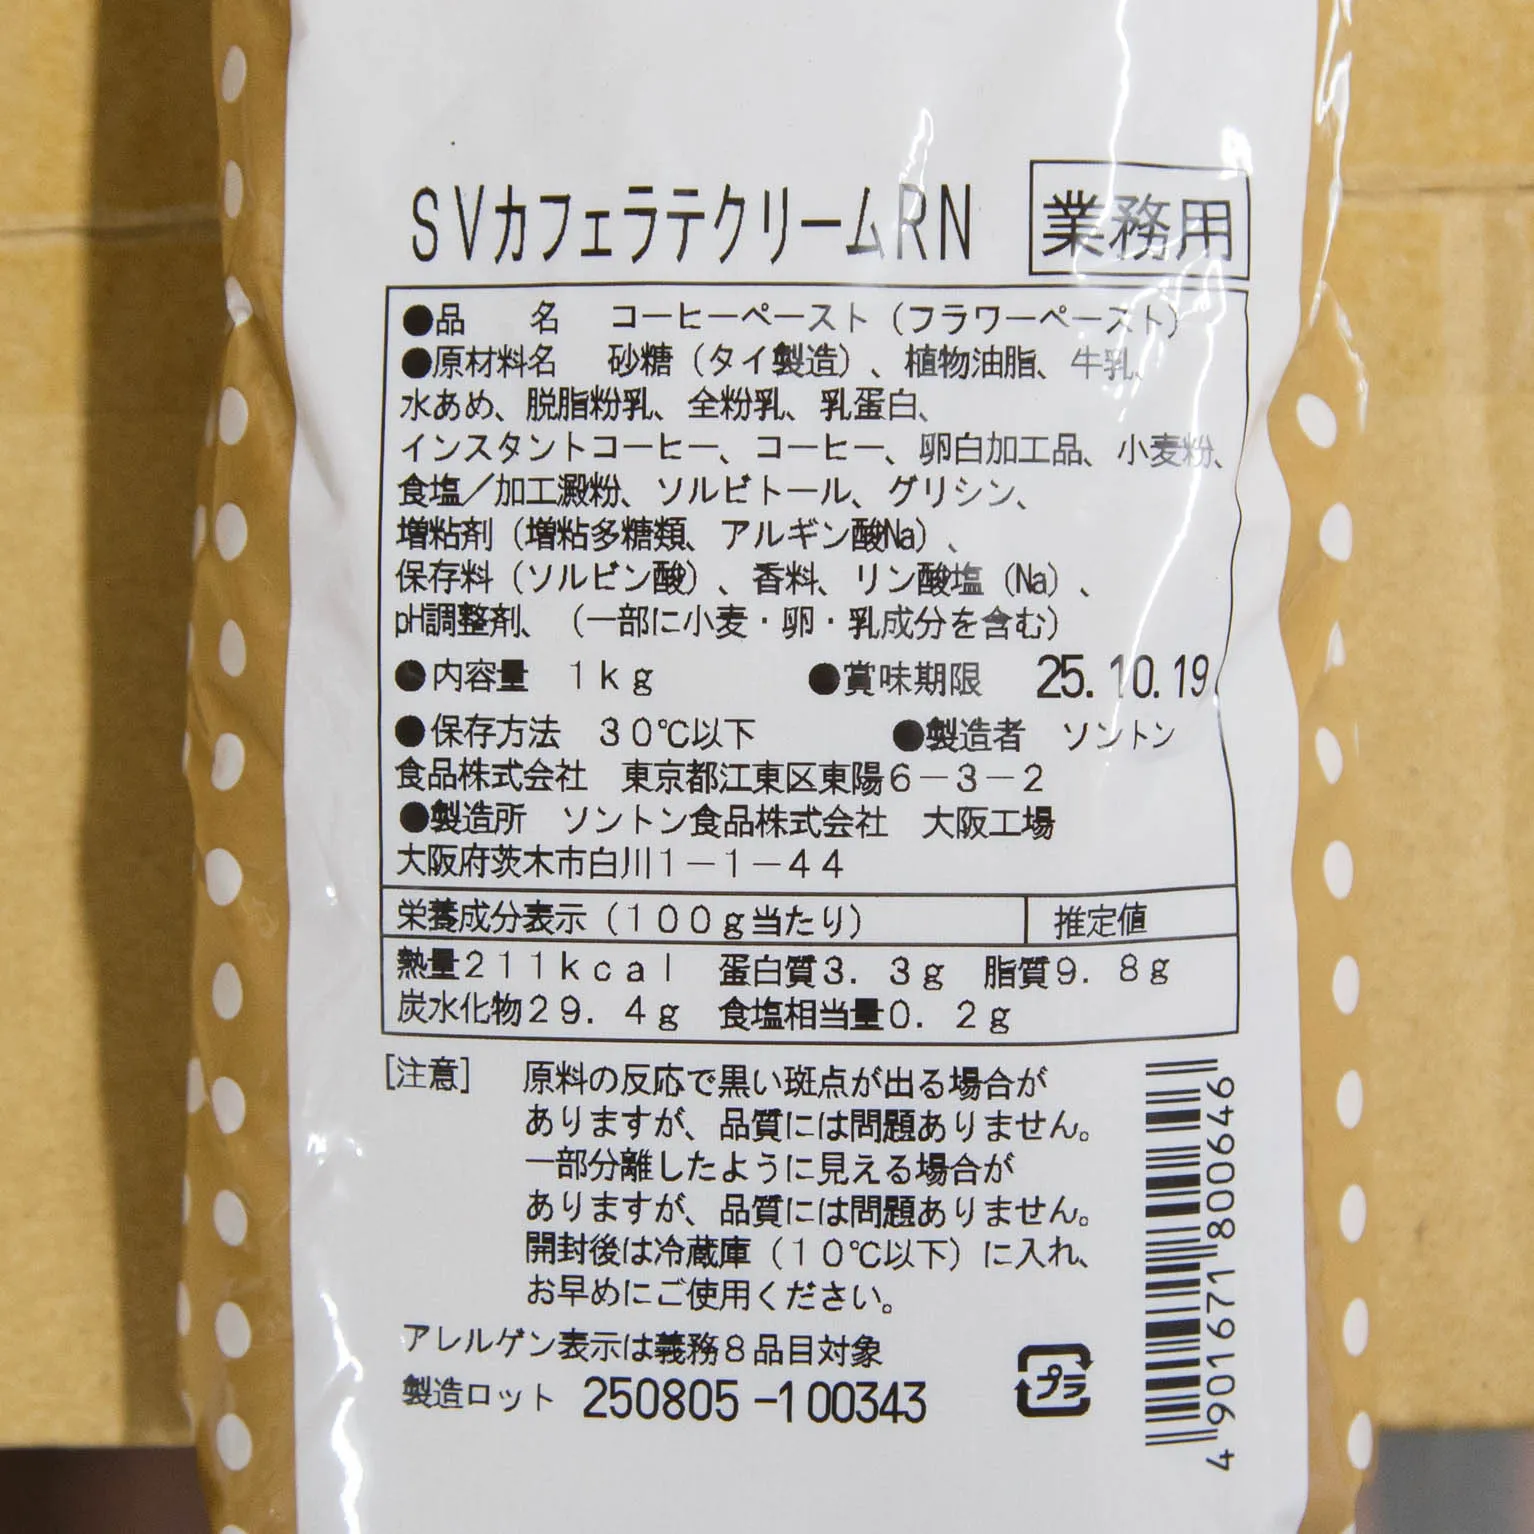 SVカフェラテクリームRN 業務用
●品　名　コーヒーペースト（フラワーペースト）
●原材料名　砂糖（タイ製造）、植物油脂、牛乳、
水あめ、脱脂粉乳、全粉乳、乳蛋白、
インスタントコーヒー、コーヒー、卵白加工品、小麦粉、
食塩／加工澱粉、ソルビトール、グリシン、
増粘剤（増粘多糖類、アルギン酸Na）、
保存料（ソルビン酸）、香料、リン酸塩（Na）、
pH調整剤、（一部に小麦・卵・乳成分を含む）
●内容量　1kg　●賞味期限　25.10.19
●保存方法　30℃以下　●製造者　ソントン
食品株式会社　東京都江東区東陽6－3－2
●製造所　ソントン食品株式会社　大阪工場
大阪府茨木市白川1－1－44
栄養成分表示（100g当たり）　推定値
熱量211kcal　蛋白質3.3g　脂質9.8g
炭水化物29.4g　食塩相当量0.2g
[注意]　原料の反応で黒い斑点が出る場合が
ありますが、品質には問題ありません。
一部分離したように見える場合が
ありますが、品質には問題ありません。
開封後は冷蔵庫（10℃以下）に入れ、
お早めにご使用ください。
アレルゲン表示は義務8品目対象
製造ロット　250805-100343
プラ
4901671800646